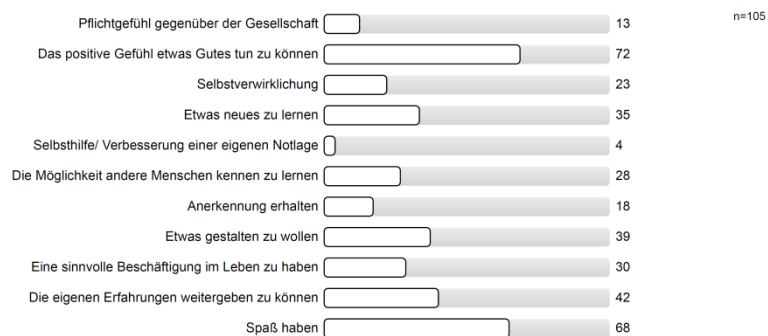 n=105
Pflichtgefühl gegenüber der Gesellschaft 13
Das positive Gefühl etwas Gutes tun zu können 72
Selbstverwirklichung 23
Etwas neues zu lernen 35
Selbsthilfe/ Verbesserung einer eigenen Notlage 4
Die Möglichkeit andere Menschen kennen zu lernen 28
Anerkennung erhalten 18
Etwas gestalten zu wollen 39
Eine sinnvolle Beschäftigung im Leben zu haben 30
Die eigenen Erfahrungen weitergeben zu können 42
Spaß haben 68